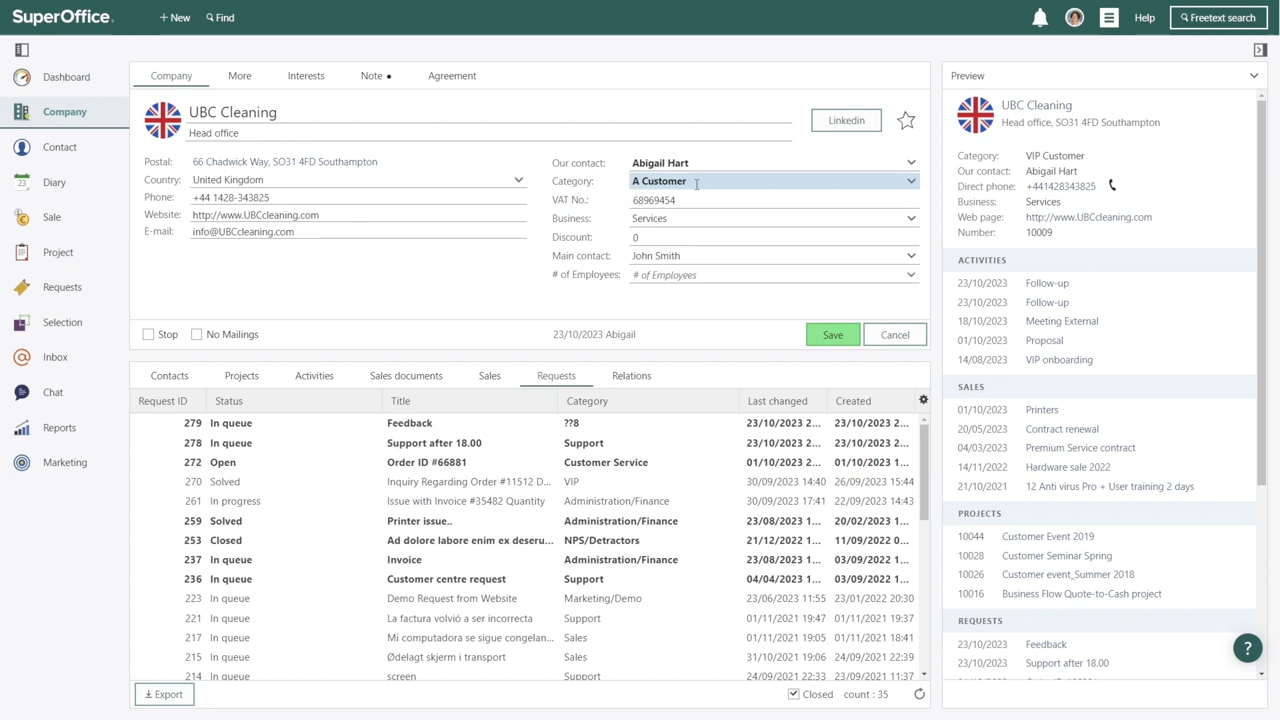 SuperOffice.
+ New
Find
Help
Freetext search
Dashboard
Company
Contact
23
Diary
Sale
Project
Requests
Selection
Inbox
Chat
Reports
Marketing
Company More Interests Note • Agreement
UBC Cleaning
Head office
Linkedin
Postal: 66 Chadwick Way, SO31 4FD Southampton
Country: United Kingdom
Phone: +44 1428-343825
Website: http://www.UBCcleaning.com
E-mail: info@UBCcleaning.com
Our contact: Abigail Hart
Category: A Customer
VAT No.: 68969454
Business: Services
Discount: 0
Main contact: John Smith
# of Employees: # of Employees
Stop No Mailings 23/10/2023 Abigail Save Cancel
Contacts Projects Activities Sales documents Sales Requests Relations
Request ID Status Title Category Last changed Created
279 In queue Feedback ??8 23/10/2023 2... 23/10/2023 2...
278 In queue Support after 18.00 Support 23/10/2023 2... 23/10/2023 2...
272 Open Order ID #66881 Customer Service 01/10/2023 1... 01/10/2023 1...
270 Solved Inquiry Regarding Order #11512 D... VIP 30/09/2023 14:40 26/09/2023 15:44
261 In progress Issue with Invoice #35482 Quantity Administration/Finance 30/09/2023 17:41 22/09/2023 14:43
259 Solved Printer issue.. Administration/Finance 23/08/2023 1... 20/02/2023 1...
253 Closed Ad dolore labore enim ex deseru... NPS/Detractors 21/12/2022 1... 11/09/2022 0...
237 In queue Invoice Administration/Finance 23/08/2023 1... 03/09/2022 1...
236 In queue Customer centre request Support 04/04/2023 1... 03/09/2022 1...
223 In queue Demo Request from Website Marketing/Demo 23/06/2023 11:55 23/01/2022 20:30
221 In queue La factura volvió a ser incorrecta Support 01/11/2021 19:47 01/11/2021 19:37
217 In queue Mi computadora se sigue congelan... Sales 01/11/2021 19:05 01/11/2021 18:41
215 In queue Ødelagt skjerm i transport Sales 31/10/2021 19:06 24/09/2021 22:39
214 In queue screen Support 24/09/2021 22:33 23/09/2021 11:37
Export Closed count : 35
Preview
UBC Cleaning
Head office, SO31 4FD Southampton
Category: VIP Customer
Our contact: Abigail Hart
Direct phone: +441428343825
Business: Services
Web page: http://www.UBCcleaning.com
Number: 10009
ACTIVITIES
23/10/2023 Follow-up
23/10/2023 Follow-up
18/10/2023 Meeting External
01/10/2023 Proposal
14/08/2023 VIP onboarding
SALES
01/10/2023 Printers
20/05/2023 Contract renewal
04/03/2023 Premium Service contract
14/11/2022 Hardware sale 2022
21/10/2021 12 Anti virus Pro + User training 2 days
PROJECTS
10044 Customer Event 2019
10028 Customer Seminar Spring
10026 Customer event_Summer 2018
10016 Business Flow Quote-to-Cash project
REQUESTS
23/10/2023 Feedback
23/10/2023 Support after 18.00
?